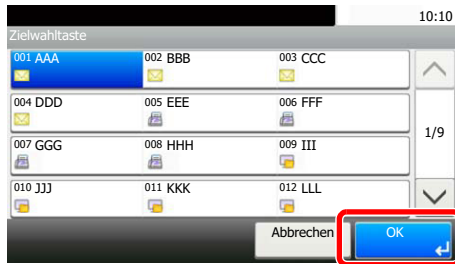 10:10
Zielwahltaste
001 AAA 002 BBB 003 CCC
004 DDD 005 EEE 006 FFF
1/9
007 GGG 008 HHH 009 III
010 JJJ 011 KKK 012 LLL
Abbrechen OK